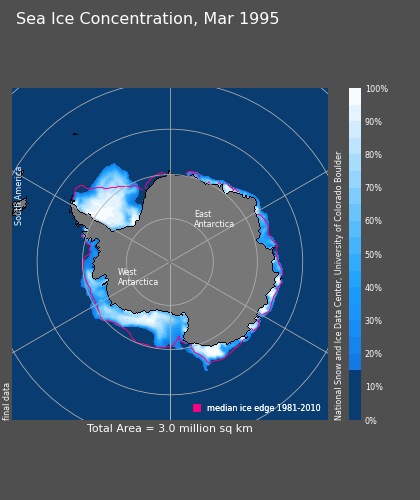 Sea Ice Concentration, Mar 1995
South America
East
Antarctica
West
Antarctica
final data
median ice edge 1981-2010
Total Area = 3.0 million sq km
National Snow and Ice Data Center, University of Colorado Boulder
100%
90%
80%
70%
60%
50%
40%
30%
20%
10%
0%